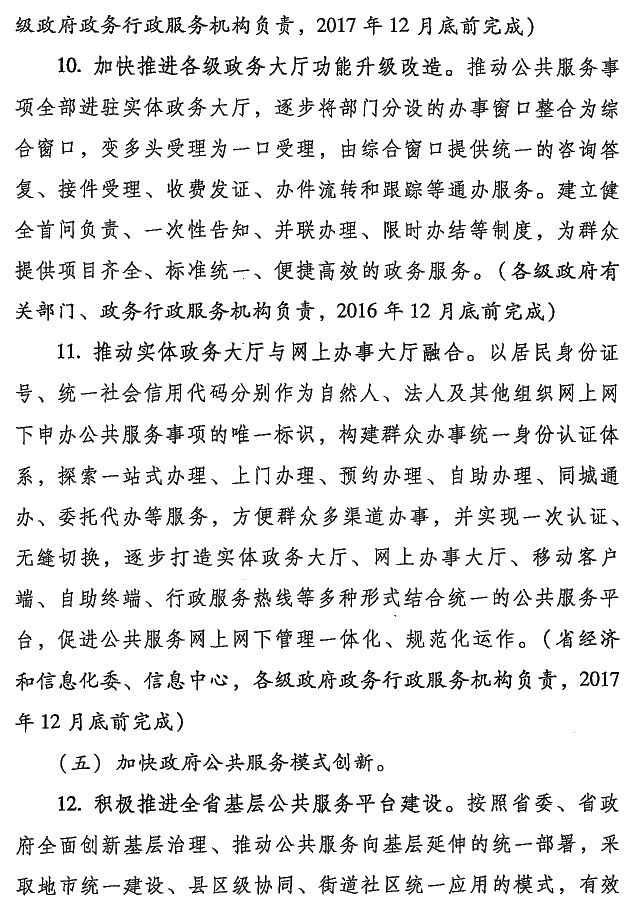 级政府政务行政服务机构负责，2017 年 12 月底前完成）
10. 加快推进各级政务大厅功能升级改造。推动公共服务事
项全部进驻实体政务大厅，逐步将部门分设的办事窗口整合为综
合窗口，变多头受理为一口受理，由综合窗口提供统一的咨询答
复、接件受理、收费发证、办件流转和跟踪等通办服务。建立健
全首问负责、一次性告知、并联办理、限时办结等制度，为群众
提供项目齐全、标准统一、便捷高效的政务服务。（各级政府有
关部门、政务行政服务机构负责，2016 年 12 月底前完成）
11. 推动实体政务大厅与网上办事大厅融合。以居民身份证
号、统一社会信用代码分别作为自然人、法人及其他组织网上网
下申办公共服务事项的唯一标识，构建群众办事统一身份认证体
系，探索一站式办理、上门办理、预约办理、自助办理、同城通
办、委托代办等服务，方便群众多渠道办事，并实现一次认证、
无缝切换，逐步打造实体政务大厅、网上办事大厅、移动客户
端、自助终端、行政服务热线等多种形式结合统一的公共服务平
台，促进公共服务网上网下管理一体化、规范化运作。（省经济
和信息化委、信息中心，各级政府政务行政服务机构负责，2017
年 12 月底前完成）
（五）加快政府公共服务模式创新。
12. 积极推进全省基层公共服务平台建设。按照省委、省政
府全面创新基层治理、推动公共服务向基层延伸的统一部署，采
取地市统一建设、县区级协同、街道社区统一应用的模式，有效